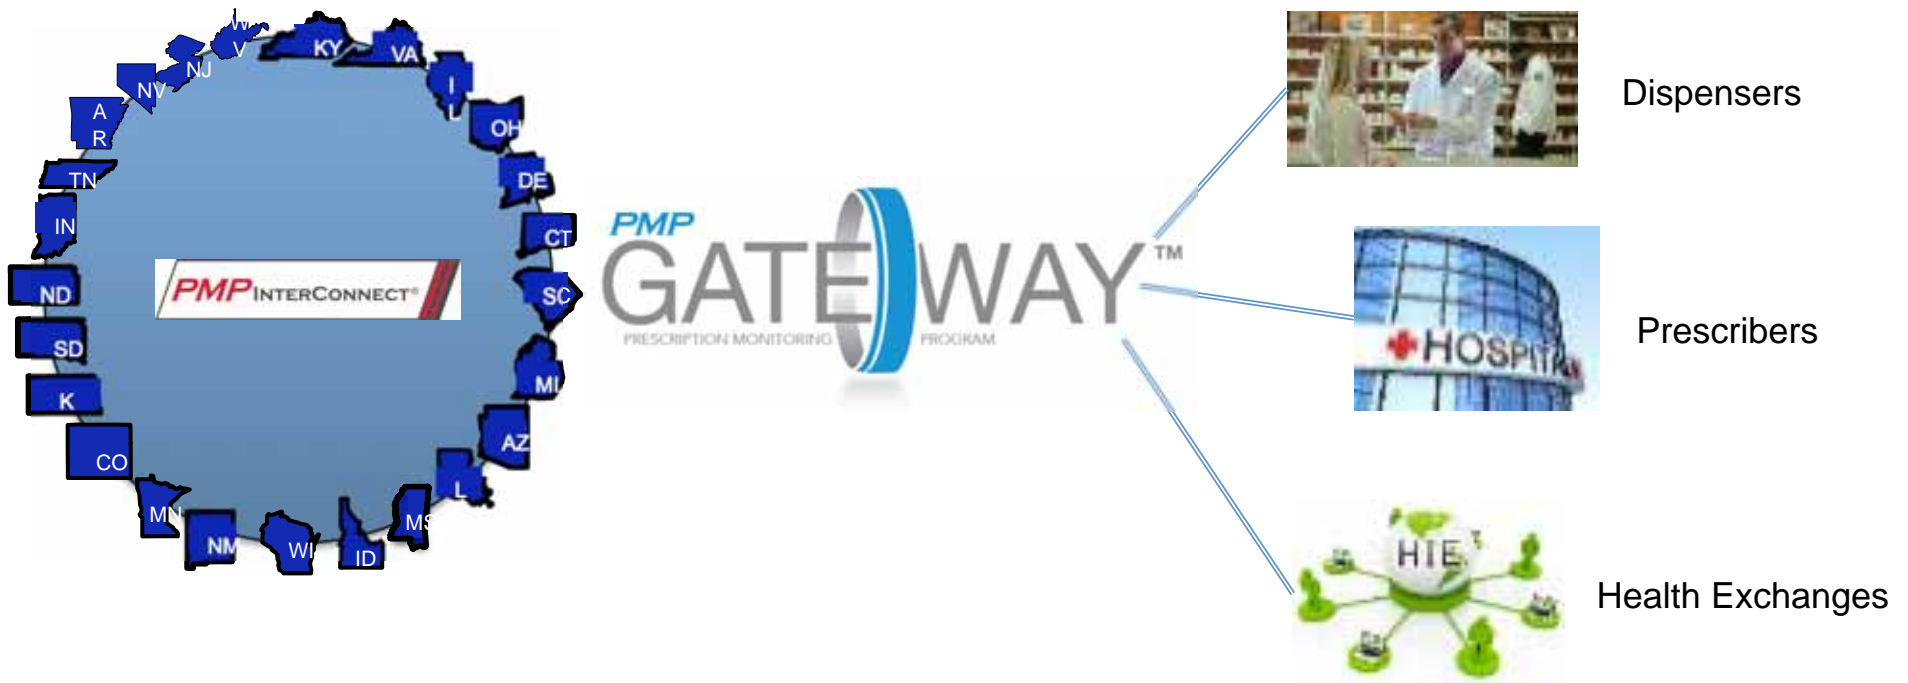 W
V
KY
VA
NJ
NV
I
L
A
R
OH
TN
DE
IN
CT
ND
SC
SD
MI
K
AZ
CO
L
MN
MS
NM
WI
ID
PMP INTERCONNECT®
PMP
GATEWAY™
PRESCRIPTION MONITORING PROGRAM
Dispensers
HOSPITA
Prescribers
HIE
Health Exchanges